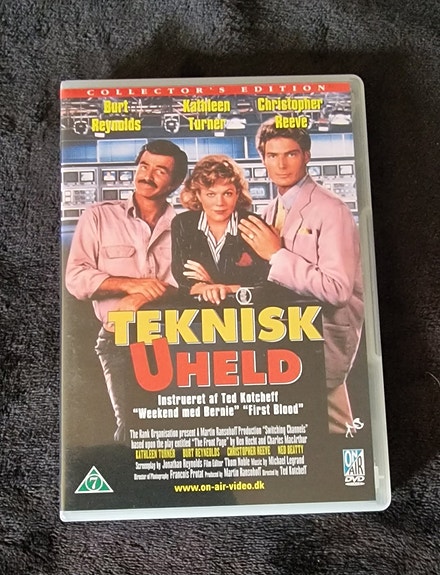 COLLECTOR'S EDITION
Burt Reynolds
Kathleen Turner
Christopher Reeve
TEKNISK
UHELD
Instrueret af Ted Kotcheff
"Weekend med Bernie" "First Blood"
The Rank Organisation present A Martin Ransohoff Production "Switching Channels"
based upon the play entitled "The Front Page" by Ben Hecht and Charles MacArthur
KATHLEEN TURNER BURT REYNOLDS CHRISTOPHER REEVE NED BEATTY
Screenplay by Jonathan Reynolds Film Editor Thom Noble Music by Michael Legrand
Director of Photography Francois Protat Produced by Martin Ransohoff Directed by Ted Kotcheff
7
www.on-air-video.dk
ON AIR
DVD